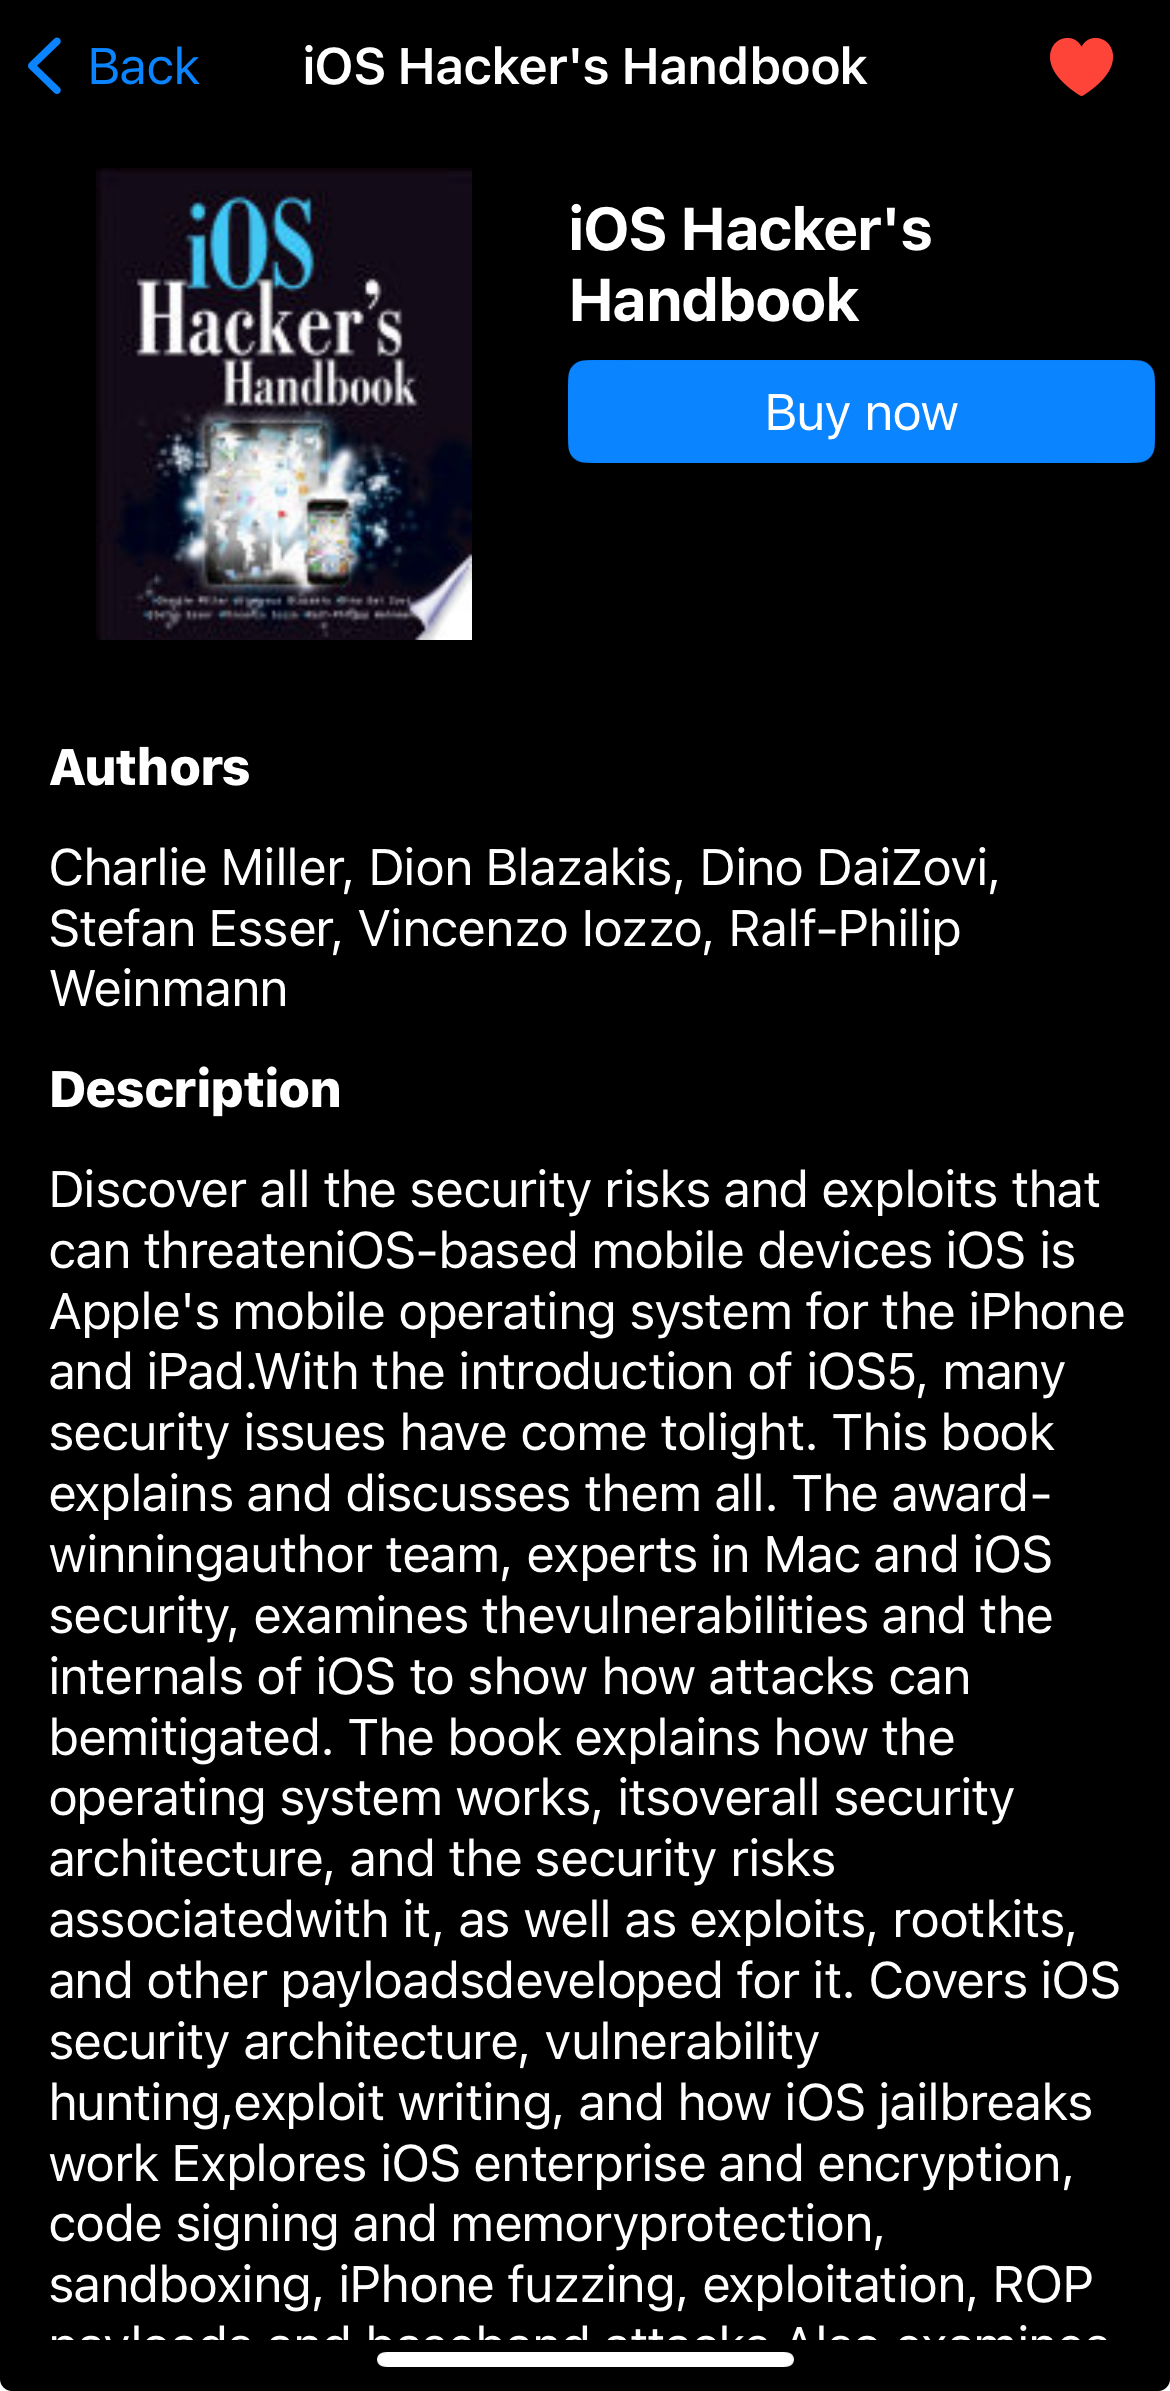 Back
iOS Hacker's Handbook
iOS
Hacker's
Handbook
iOS Hacker's
Handbook
Buy now
Authors
Charlie Miller, Dion Blazakis, Dino DaiZovi,
Stefan Esser, Vincenzo Iozzo, Ralf-Philip
Weinmann
Description
Discover all the security risks and exploits that
can threateniOS-based mobile devices iOS is
Apple's mobile operating system for the iPhone
and iPad.With the introduction of iOS5, many
security issues have come tolight. This book
explains and discusses them all. The award-
winningauthor team, experts in Mac and iOS
security, examines thevulnerabilities and the
internals of iOS to show how attacks can
bemitigated. The book explains how the
operating system works, itsoverall security
architecture, and the security risks
associatedwith it, as well as exploits, rootkits,
and other payloadsdeveloped for it. Covers iOS
security architecture, vulnerability
hunting,exploit writing, and how iOS jailbreaks
work Explores iOS enterprise and encryption,
code signing and memoryprotection,
sandboxing, iPhone fuzzing, exploitation, ROP
payloads and baseband attacks Also examines